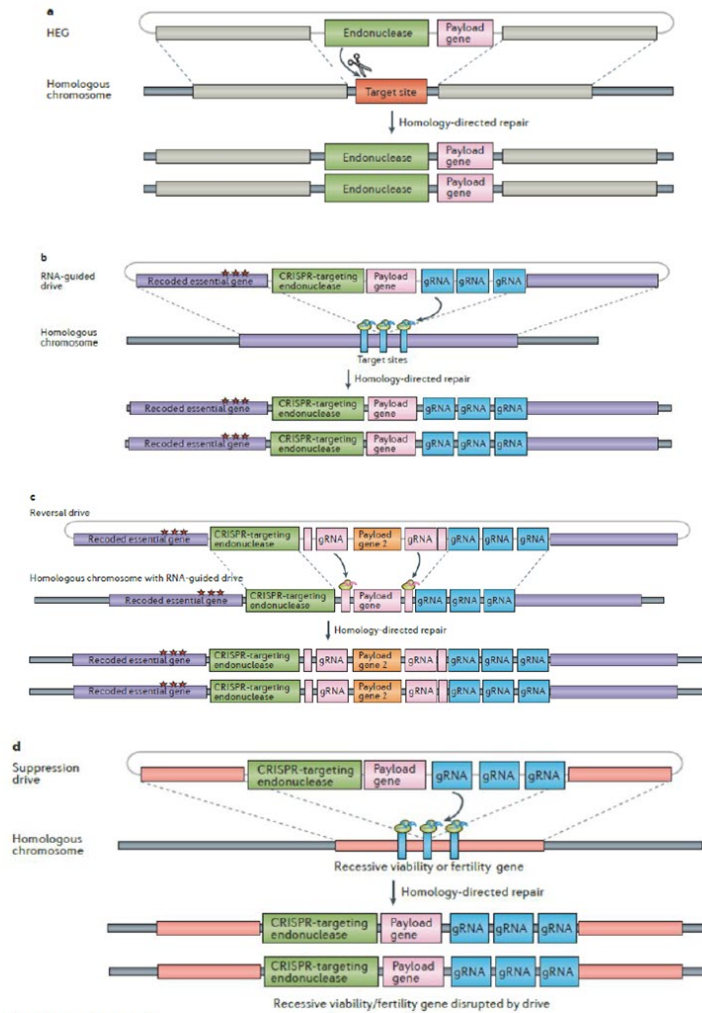 a
HEG
Endonuclease
Payload
gene
Homologous
chromosome
Target site
Homology-directed repair
Endonuclease
Payload
gene
Endonuclease
Payload
gene
b
RNA-guided
drive
Recoded essential gene
CRISPR-targeting
endonuclease
Payload
gene
gRNA
gRNA
gRNA
Homologous
chromosome
Target sites
Homology-directed repair
Recoded essential gene
CRISPR-targeting
endonuclease
Payload
gene
gRNA
gRNA
gRNA
Recoded essential gene
CRISPR-targeting
endonuclease
Payload
gene
gRNA
gRNA
gRNA
c
Reversal drive
Recoded essential gene
CRISPR-targeting
endonuclease
gRNA
Payload
gene 2
gRNA
gRNA
gRNA
gRNA
Homologous chromosome with RNA-guided drive
Recoded essential gene
CRISPR-targeting
endonuclease
Payload
gene
gRNA
gRNA
gRNA
Homology-directed repair
Recoded essential gene
CRISPR-targeting
endonuclease
gRNA
Payload
gene 2
gRNA
gRNA
gRNA
gRNA
Recoded essential gene
CRISPR-targeting
endonuclease
gRNA
Payload
gene 2
gRNA
gRNA
gRNA
gRNA
d
Suppression
drive
CRISPR-targeting
endonuclease
Payload
gene
gRNA
gRNA
gRNA
Homologous
chromosome
Recessive viability or fertility gene
Homology-directed repair
CRISPR-targeting
endonuclease
Payload
gene
gRNA
gRNA
gRNA
CRISPR-targeting
endonuclease
Payload
gene
gRNA
gRNA
gRNA
Recessive viability/fertility gene disrupted by drive